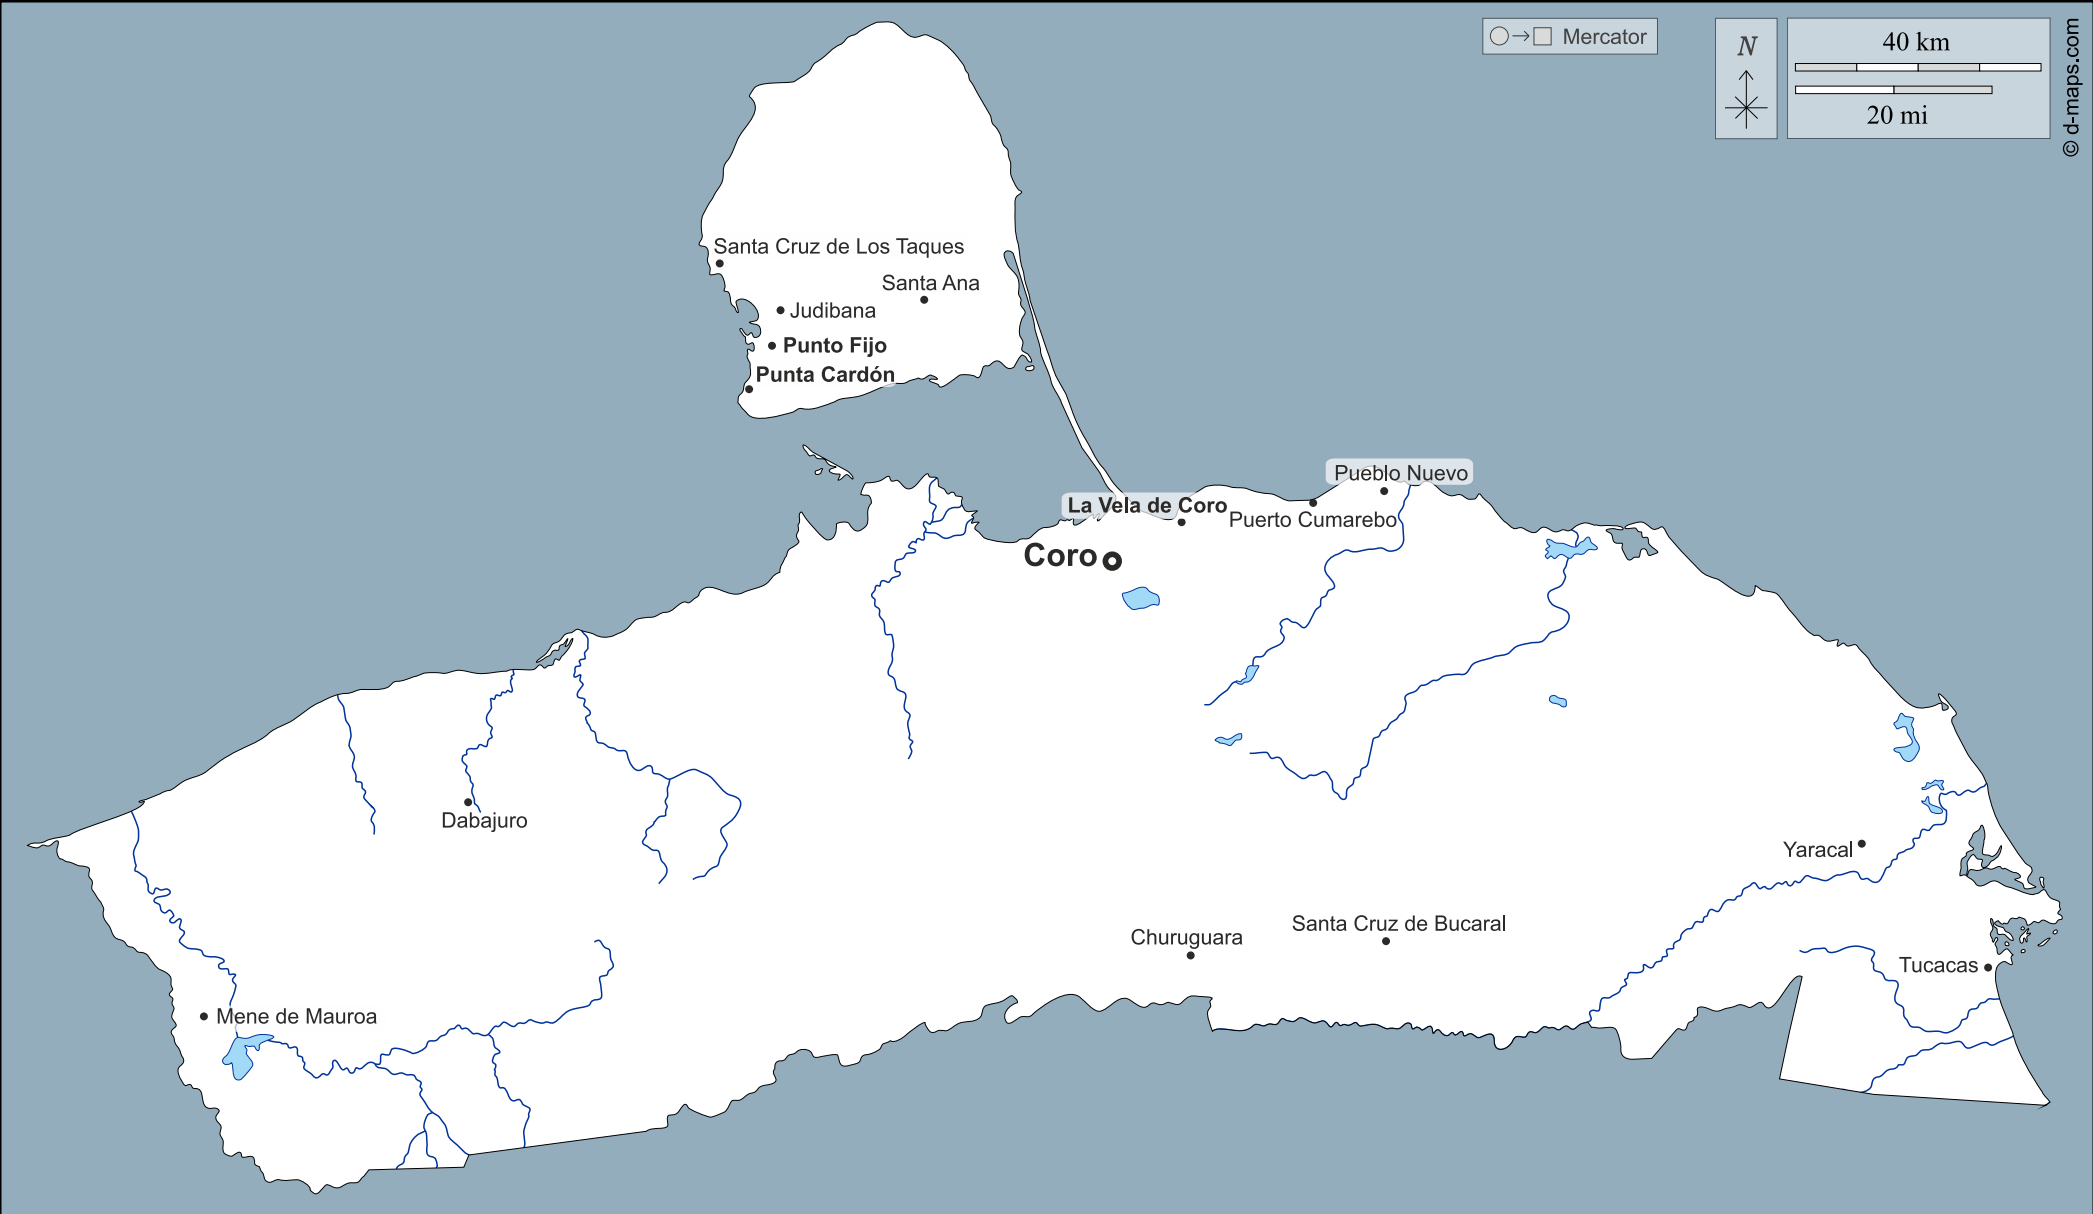 Mercator
N
40 km
20 mi
© d-maps.com
Santa Cruz de Los Taques
Santa Ana
Judibana
Punto Fijo
Punta Cardón
Pueblo Nuevo
La Vela de Coro
Puerto Cumarebo
Coro
Dabajuro
Yaracal
Santa Cruz de Bucaral
Churuguara
Tucacas
Mene de Mauroa